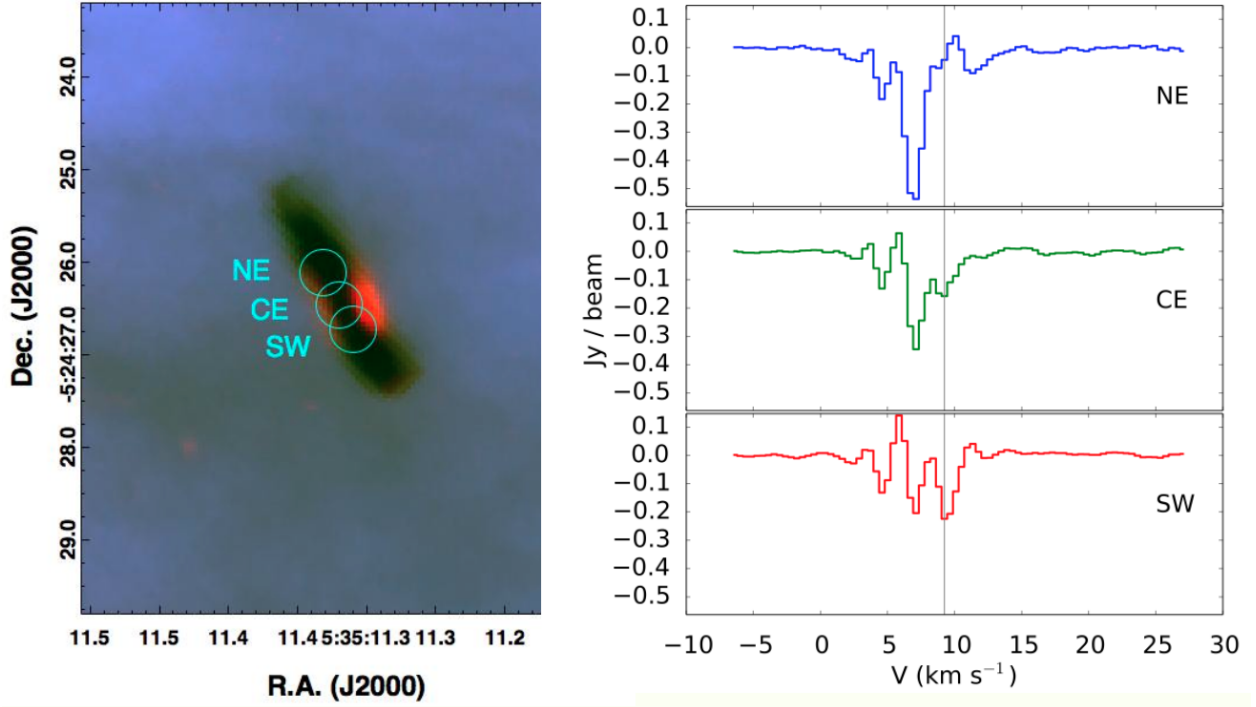 24.0
25.0
26.0
-5:24:27.0
28.0
29.0
Dec. (J2000)
NE
CE
SW
11.5 11.5 11.4 11.4 5:35:11.3 11.3 11.2
R.A. (J2000)
0.1
0.0
−0.1
−0.2
−0.3
−0.4
−0.5
NE
0.1
0.0
−0.1
−0.2
−0.3
−0.4
−0.5
CE
Jy / beam
0.1
0.0
−0.1
−0.2
−0.3
−0.4
−0.5
SW
−10 −5 0 5 10 15 20 25 30
V (km s⁻¹)